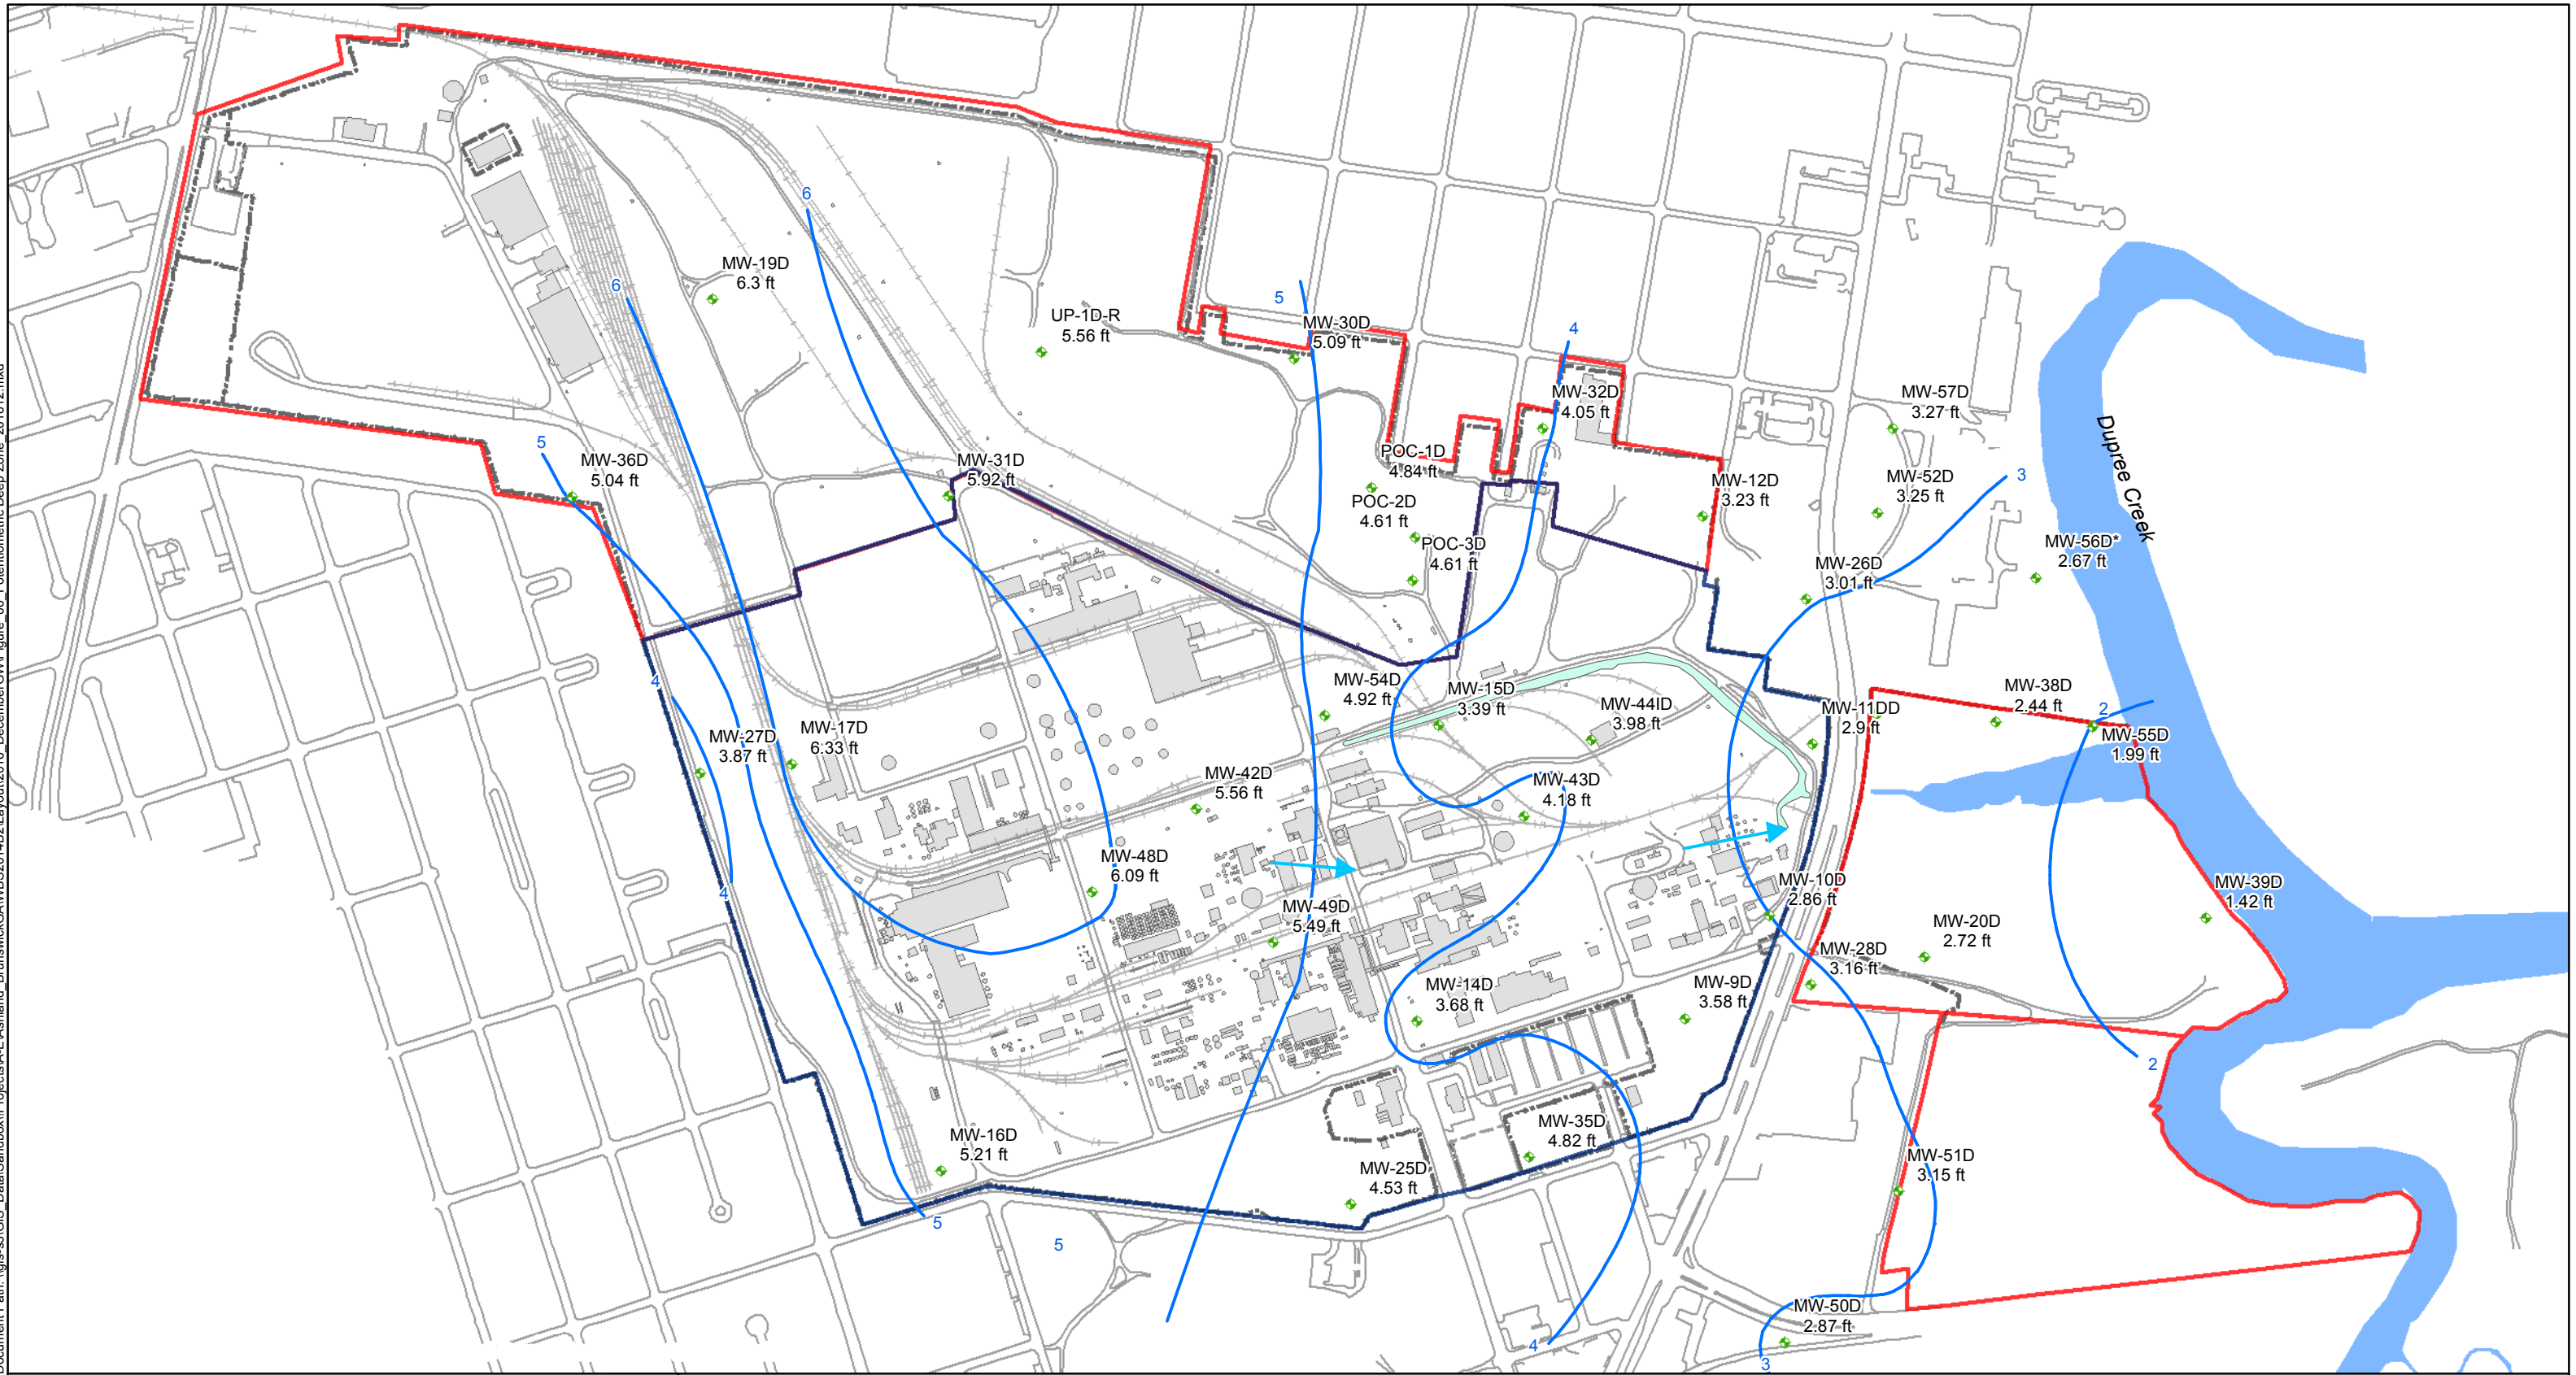 6
MW-19D
6.3 ft
6
5
UP-1D-R
5.56 ft
MW-30D
5.09 ft
4
MW-32D
4.05 ft
MW-57D
3.27 ft
Dupree Creek
5
MW-36D
5.04 ft
MW-31D
5.92 ft
POC-1D
4.84 ft
POC-2D
4.61 ft
POC-3D
4.61 ft
MW-12D
3.23 ft
MW-52D
3.25 ft
3
MW-56D*
2.67 ft
MW-26D
3.01 ft
4
MW-27D
3.87 ft
MW-17D
6.33 ft
MW-54D
4.92 ft
MW-15D
3.39 ft
MW-44ID
3.98 ft
MW-11DD
2.9 ft
MW-38D
2.44 ft
2
MW-55D
1.99 ft
MW-42D
5.56 ft
MW-43D
4.18 ft
4
MW-48D
6.09 ft
MW-49D
5.49 ft
MW-10D
2.86 ft
MW-39D
1.42 ft
MW-20D
2.72 ft
MW-28D
3.16 ft
MW-14D
3.68 ft
MW-9D
3.58 ft
2
MW-16D
5.21 ft
MW-35D
4.82 ft
MW-25D
4.53 ft
MW-51D
3.15 ft
5
5
MW-50D
2.87 ft
4
3